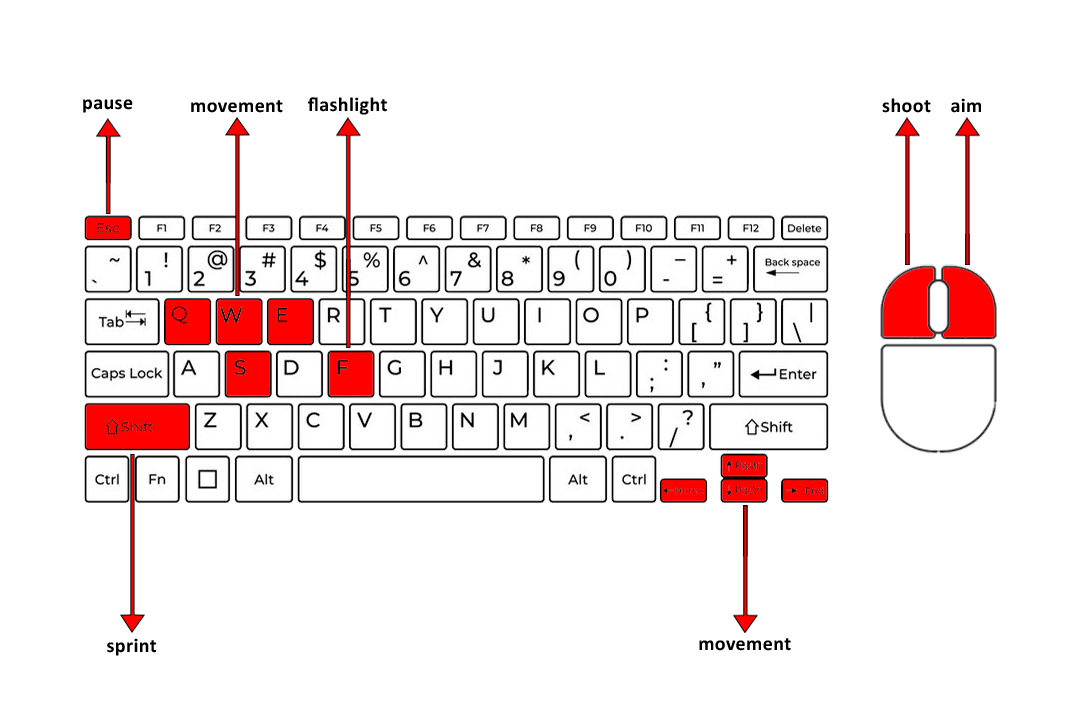 pause movement flashlight shoot aim
Esc F1 F2 F3 F4 F5 F6 F7 F8 F9 F10 F11 F12 Delete
~ ` ! 1 @ 2 # 3 $ 4 % 5 ^ 6 & 7 * 8 ( 9 ) 0 _ - + = Back space
Tab Q W E R T Y U I O P { [ } ] | \
Caps Lock A S D F G H J K L : ; " , Enter
Shift Z X C V B N M < , > . ? / Shift
Ctrl Fn Alt Alt Ctrl PgUp
PgDn End
sprint movement